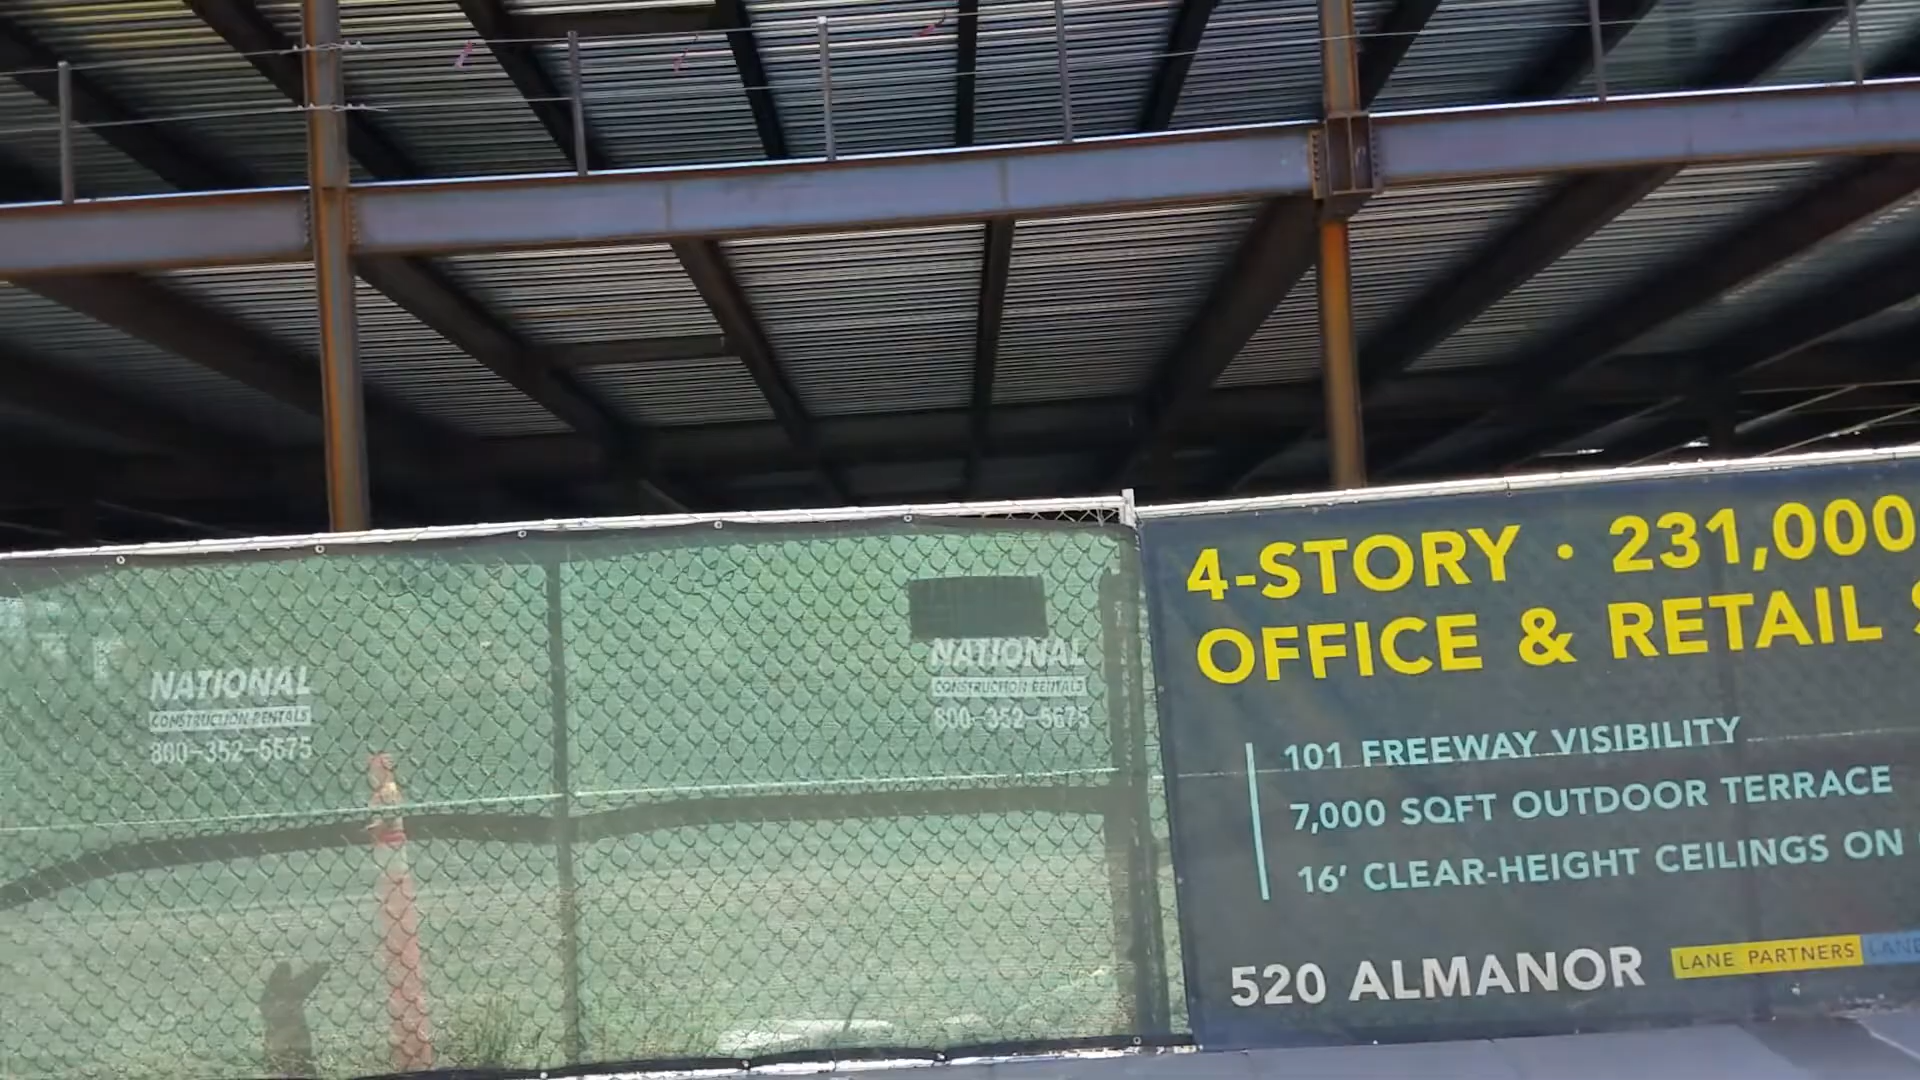 NATIONAL
CONSTRUCTION RENTALS
800-352-5675
NATIONAL
CONSTRUCTION RENTALS
800-352-5675
4-STORY · 231,000
OFFICE & RETAIL
101 FREEWAY VISIBILITY
7,000 SQFT OUTDOOR TERRACE
16' CLEAR-HEIGHT CEILINGS ON
520 ALMANOR
LANE PARTNERS
LANE